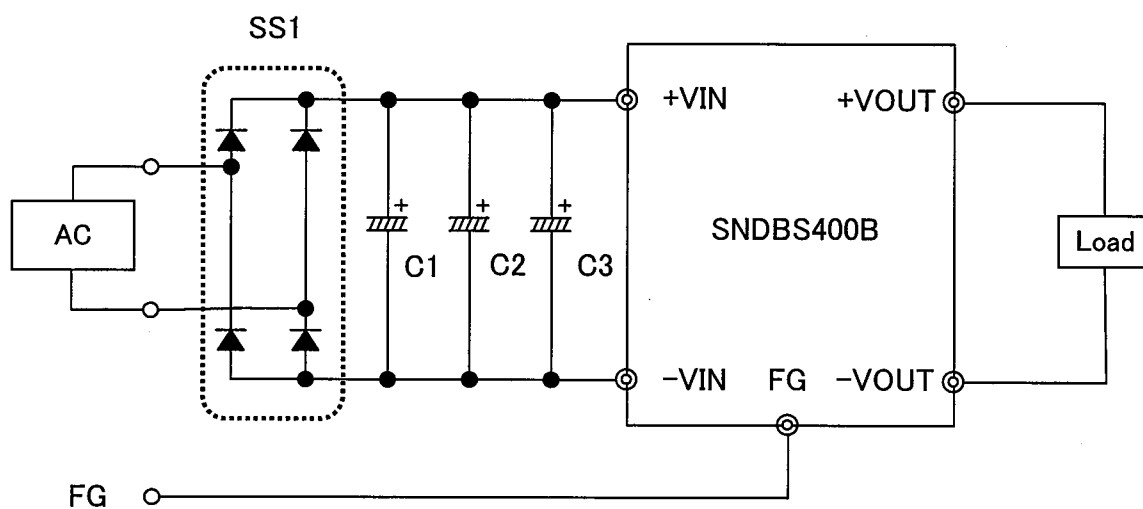 SS1
+VIN
+VOUT
AC
+
+
+
C1
C2
C3
SNDBS400B
Load
-VIN
FG
-VOUT
FG